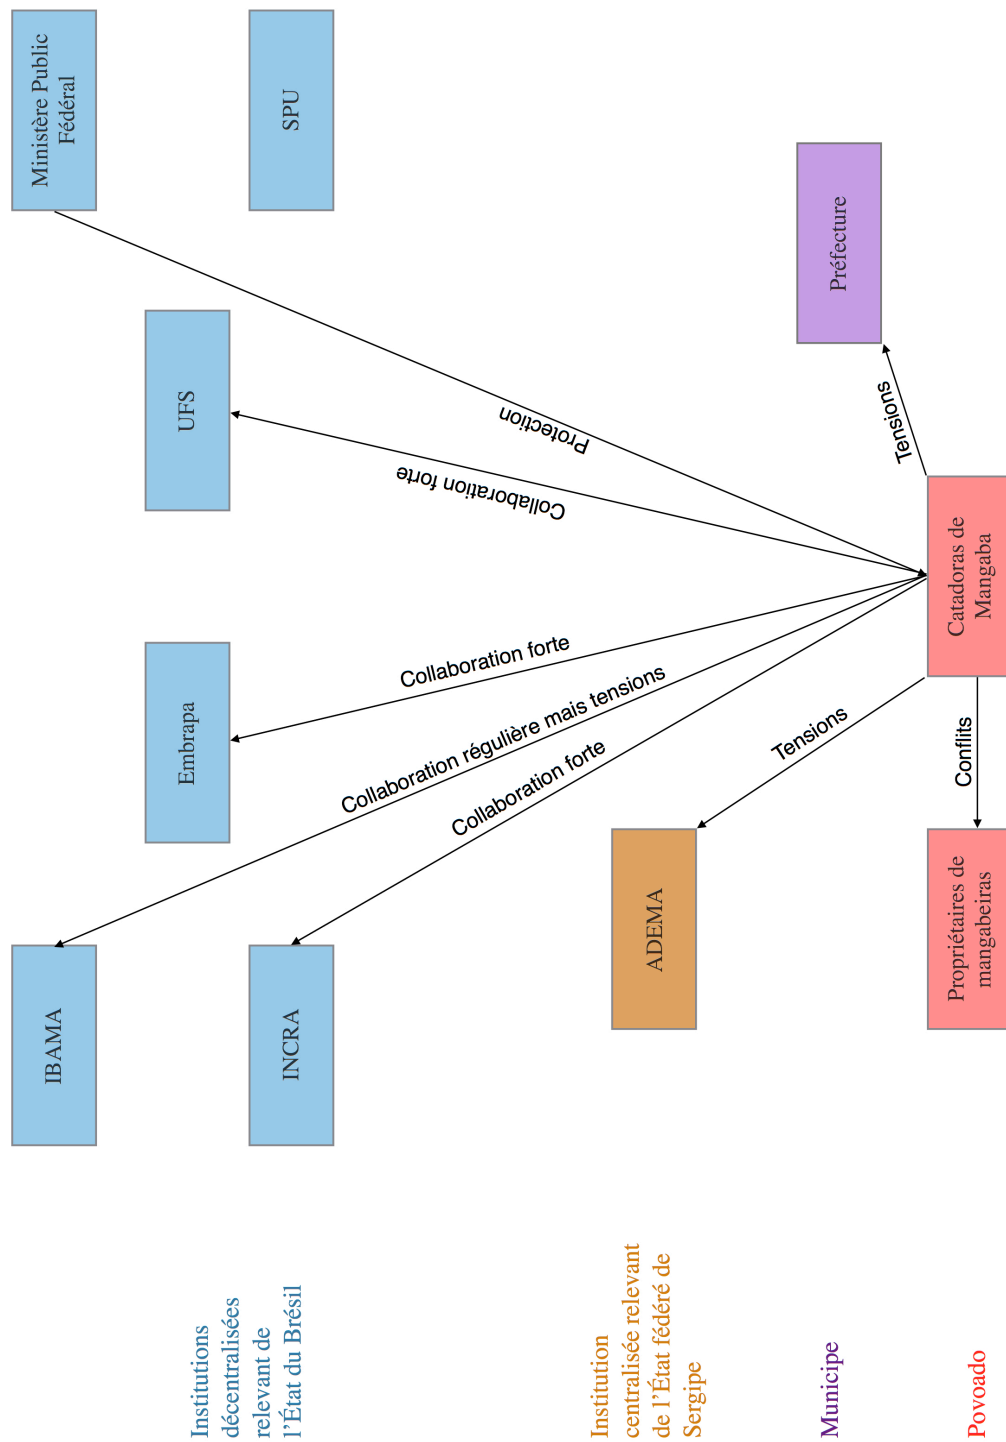 IBAMA
Ministère Public
Fédéral
Embrapa
UFS
INCRA
SPU
Institutions
décentralisées
relevant de
l’État du Brésil
Collaboration forte
Collaboration régulière mais tensions
Collaboration forte
Collaboration forte
Protection
ADEMA
Institution
centralisée relevant
de l’État fédéré de
Sergipe
Tensions
Préfecture
Municipe
Tensions
Propriétaires de
mangabeiras
Conflits
Catadoras de
Mangaba
Povoado